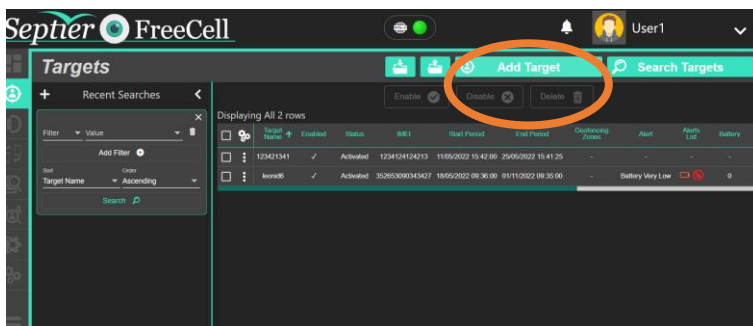 Septier FreeCell
User1
Targets
Add Target
Search Targets
Recent Searches
Enable
Disable
Delete
Displaying All 2 rows
Filter
Value
Add Filter
Sort
Order
Target Name
Ascending
Search
Target Name Enabled Status IMEI Start Period End Period Geofencing Zones Alert Alerts List Battery
123421341 ✓ Activated 1234124124213 11/05/2022 15:42:00 25/05/2022 15:41:25 - - - -
leonid6 ✓ Activated 352653090343427 18/05/2022 09:36:00 01/11/2022 09:35:00 - Battery Very Low 0